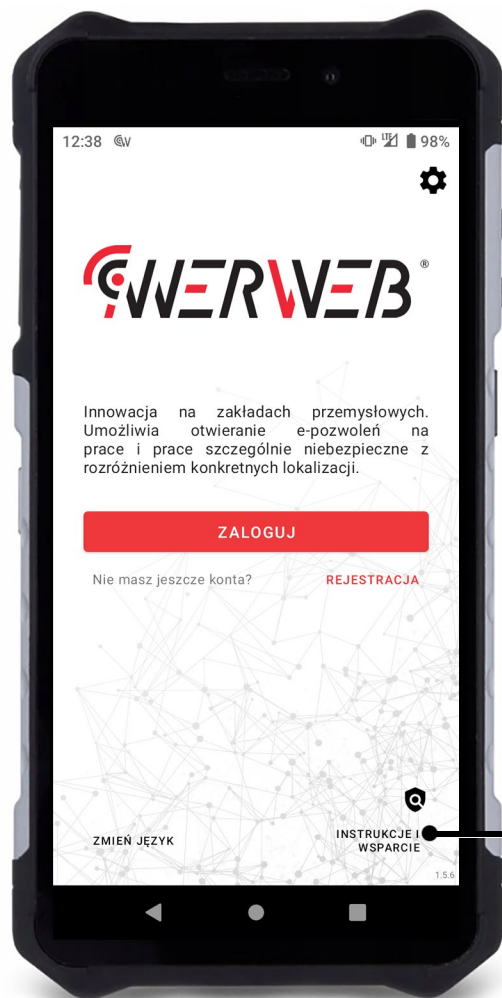 12:38
LTE 98%
WERWEB®
Innowacja na zakładach przemysłowych.
Umożliwia otwieranie e-pozwoleń na
prace i prace szczególnie niebezpieczne z
rozróżnieniem konkretnych lokalizacji.
ZALOGUJ
Nie masz jeszcze konta? REJESTRACJA
ZMIEŃ JĘZYK
INSTRUKCJE I
WSPARCIE
1.5.6